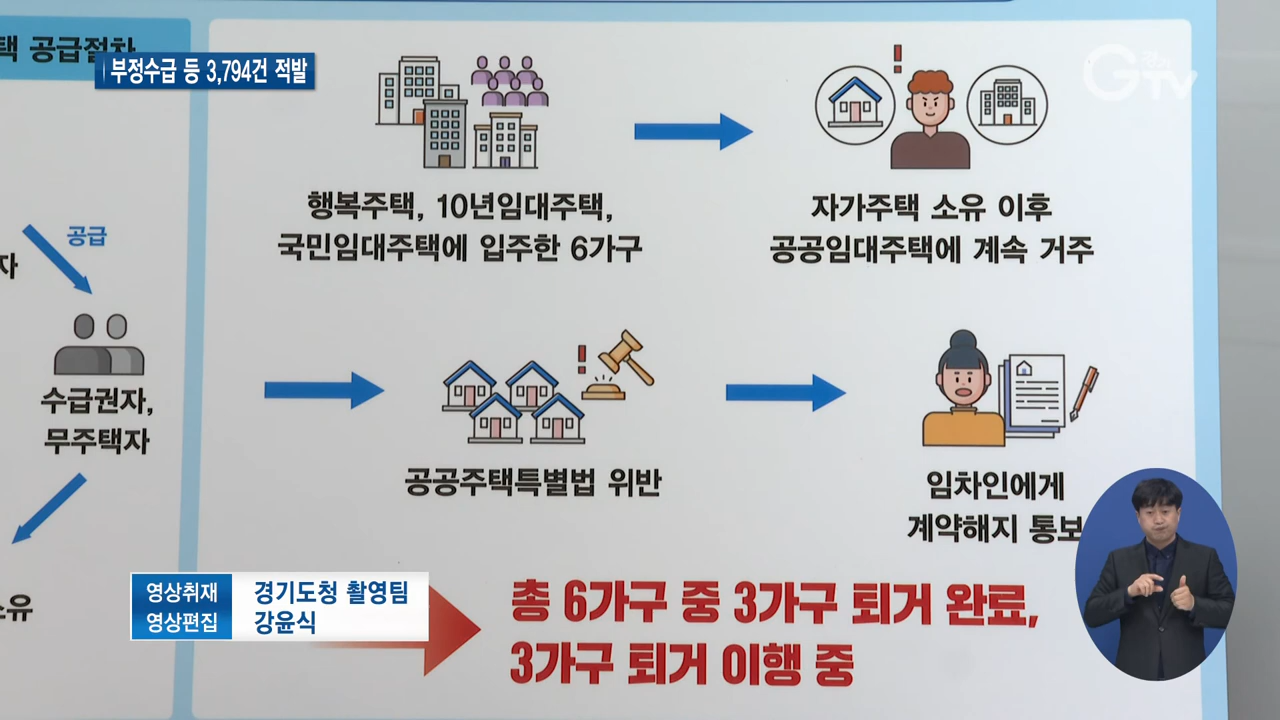 택 공급절차
부정수급 등 3,794건 적발
경기
GTV
행복주택, 10년임대주택,
국민임대주택에 입주한 6가구
자가주택 소유 이후
공공임대주택에 계속 거주
공급
자
수급권자,
무주택자
공공주택특별법 위반
임차인에게
계약해지 통보
소유
영상취재 경기도청 촬영팀
영상편집 강윤식
총 6가구 중 3가구 퇴거 완료,
3가구 퇴거 이행 중